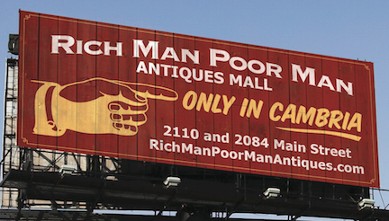 Rich Man Poor Man
ANTIQUES MALL
ONLY IN CAMBRIA
2110 and 2084 Main Street
RichManPoorManAntiques.com